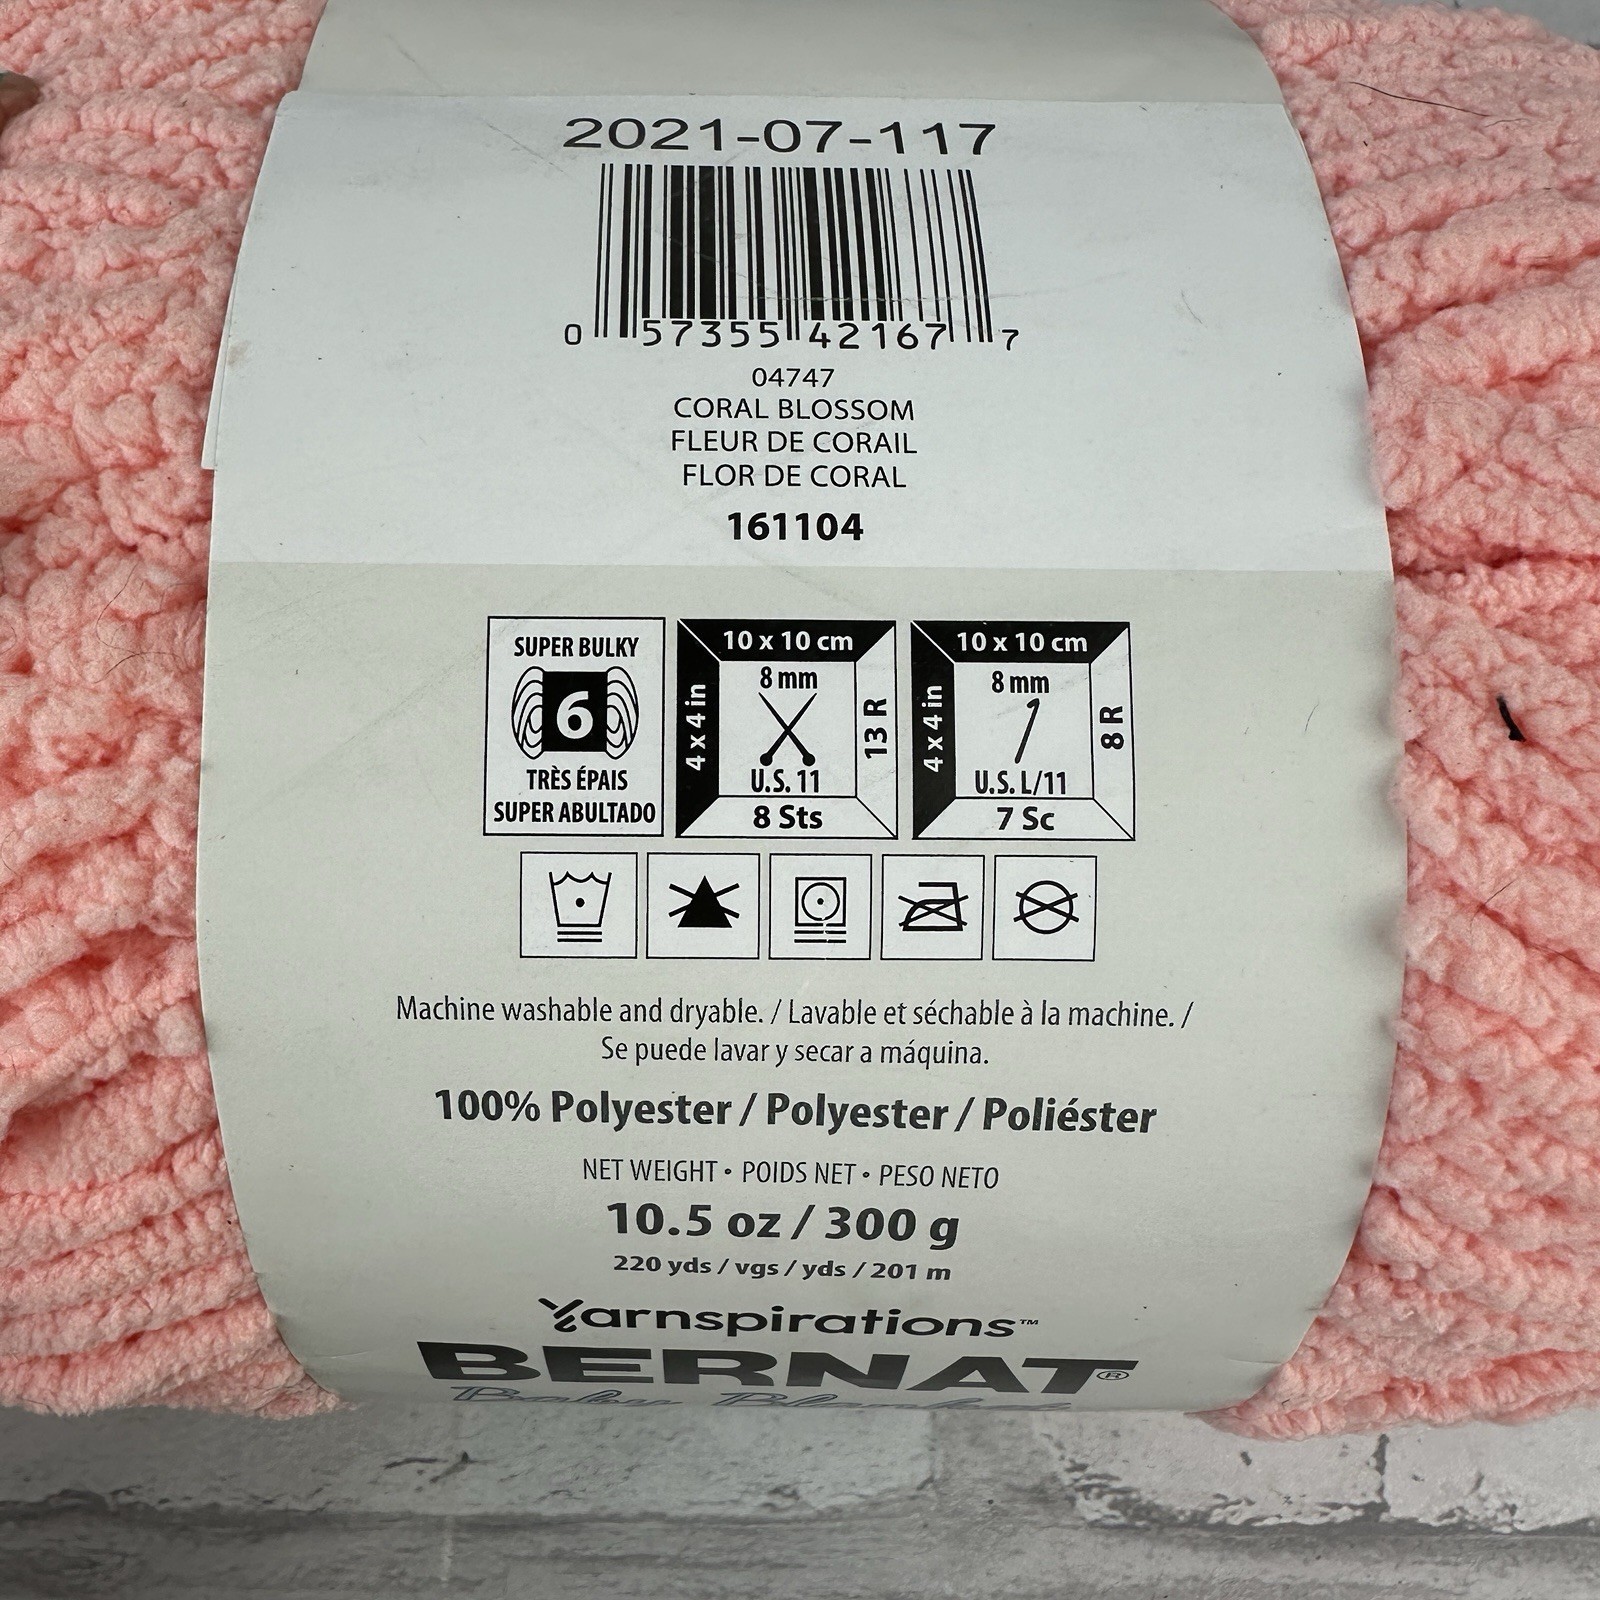 2021-07-117
0 57355 42167 7
04747
CORAL BLOSSOM
FLEUR DE CORAIL
FLOR DE CORAL
161104
SUPER BULKY
6
TRÈS ÉPAIS
SUPER ABULTADO
10 x 10 cm
4 x 4 in
8 mm
U.S. 11
13 R
8 Sts
10 x 10 cm
4 x 4 in
8 mm
U.S. L/11
8 R
7 Sc
Machine washable and dryable. / Lavable et séchable à la machine. /
Se puede lavar y secar a máquina.
100% Polyester / Polyester / Poliéster
NET WEIGHT • POIDS NET • PESO NETO
10.5 oz / 300 g
220 yds / vgs / yds / 201 m
Yarnspirations™
BERNAT®
Baby Blanket